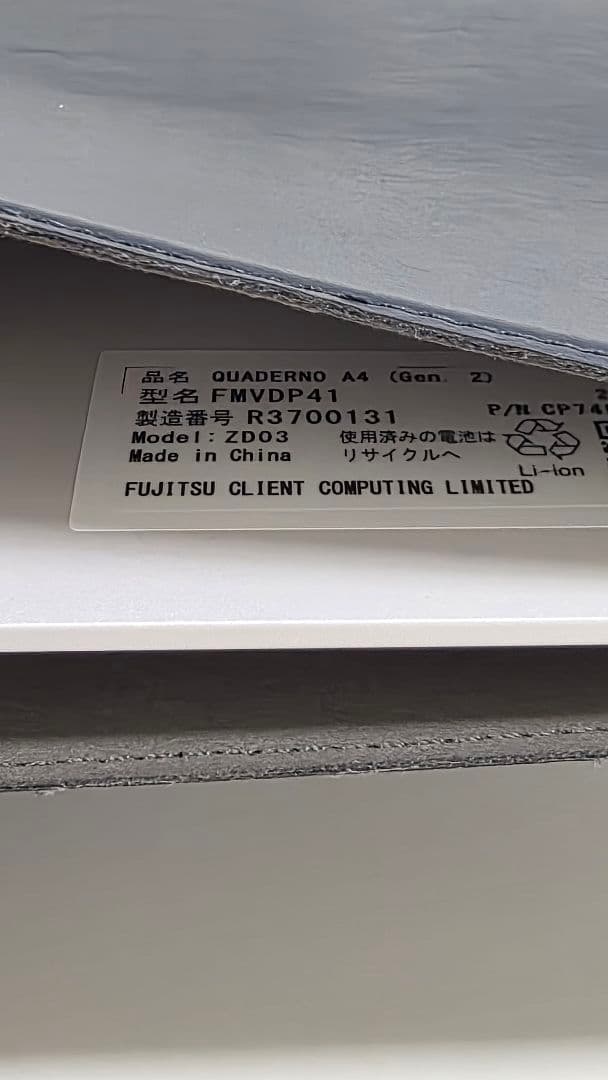 品名 QUADERNO A4 (Gen. 2)
型名 FMVDP41
製造番号 R3700131
P/N CP74
Model: ZD03
使用済みの電池は
Made in China
リサイクルへ
Li-ion
FUJITSU CLIENT COMPUTING LIMITED